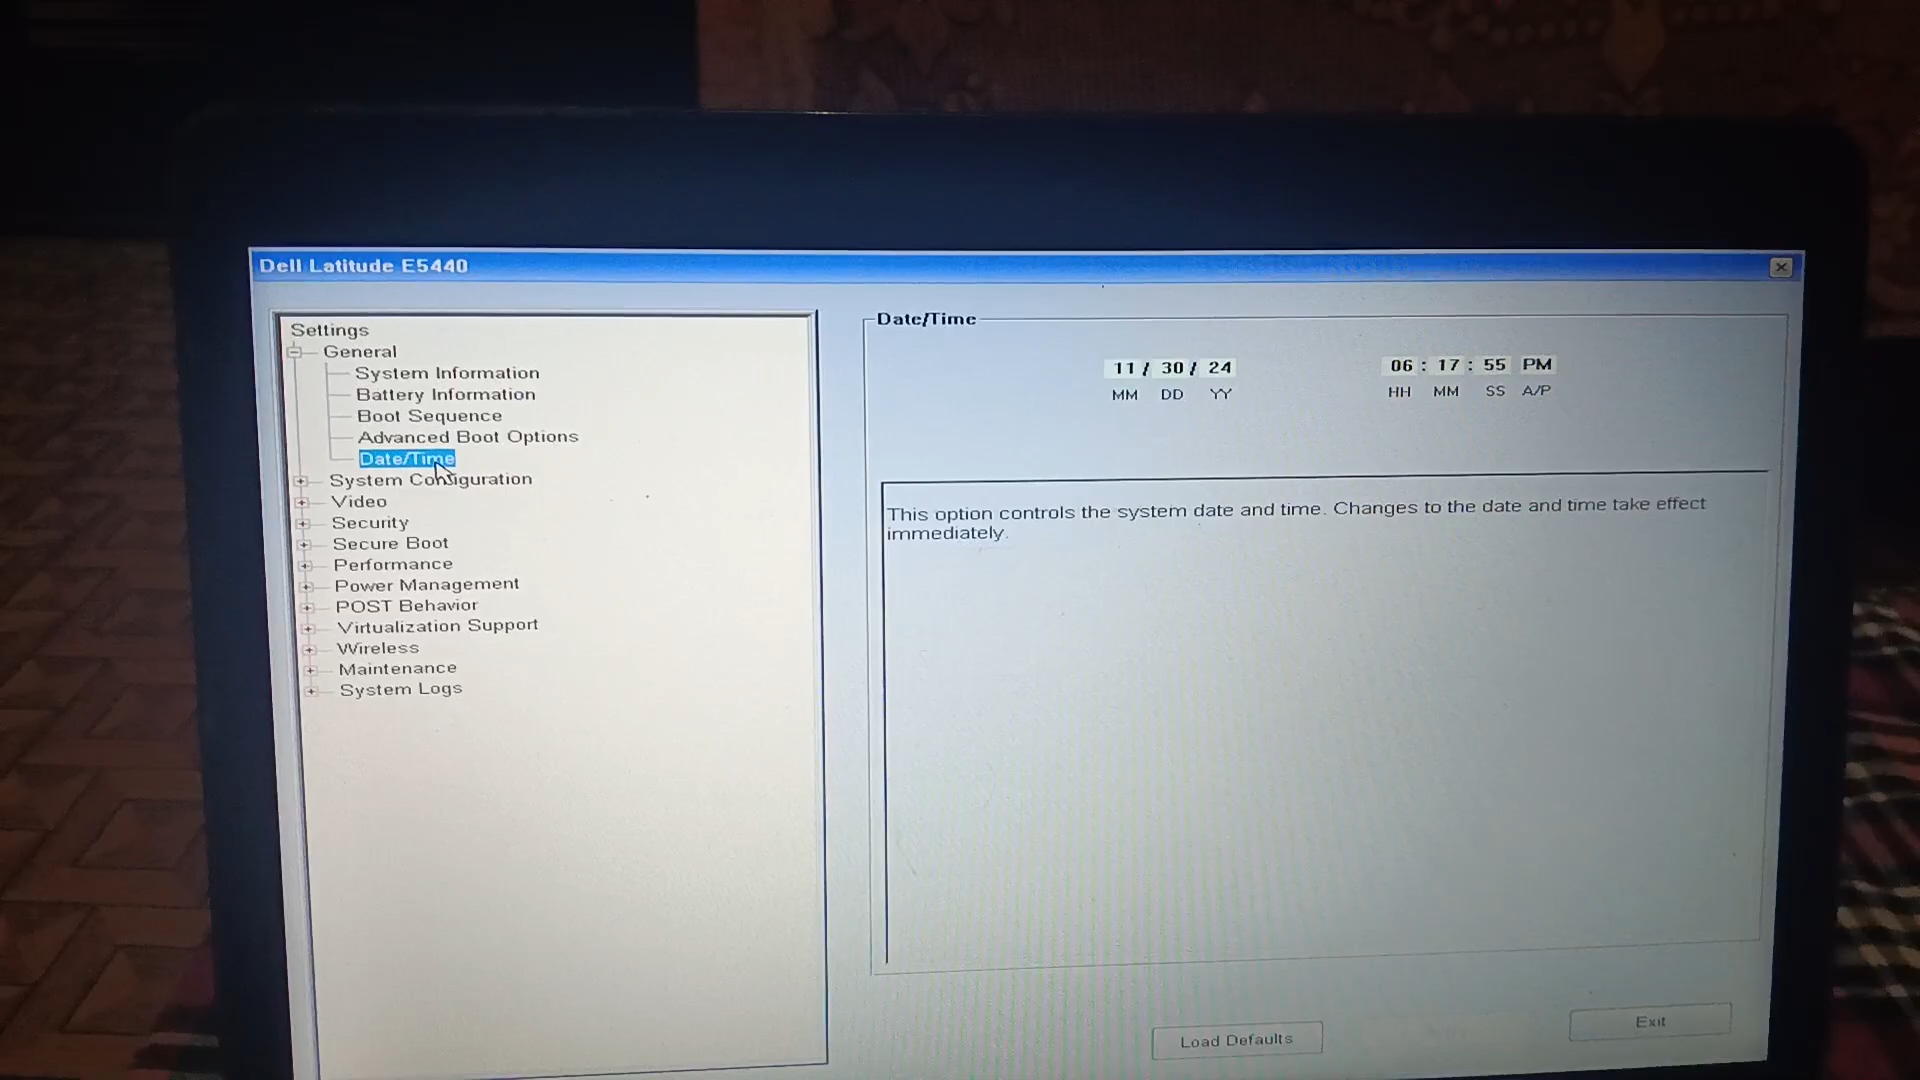 Dell Latitude E5440
Settings
General
System Information
Battery Information
Boot Sequence
Advanced Boot Options
Date/Time
System Configuration
Video
Security
Secure Boot
Performance
Power Management
POST Behavior
Virtualization Support
Wireless
Maintenance
System Logs
Date/Time
11 / 30 / 24
MM DD YY
06 : 17 : 55 PM
HH MM SS A/P
This option controls the system date and time. Changes to the date and time take effect
immediately.
Load Defaults
Exit